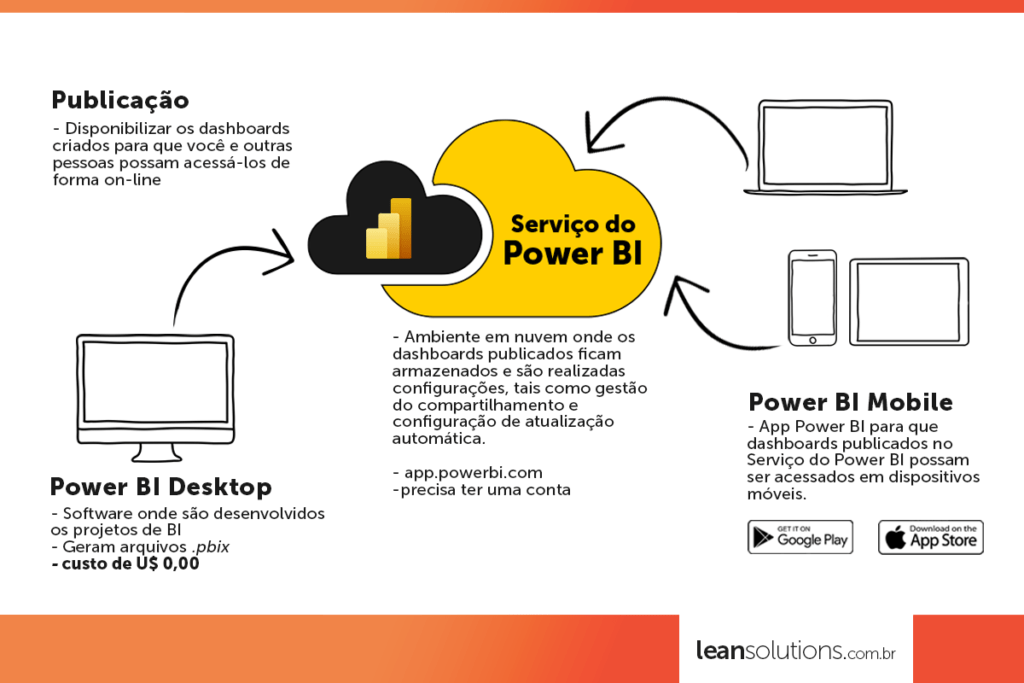 Publicação
- Disponibilizar os dashboards
criados para que você e outras
pessoas possam acessá-los de
forma on-line
Serviço do
Power BI
- Ambiente em nuvem onde os
dashboards publicados ficam
armazenados e são realizadas
configurações, tais como gestão
do compartilhamento e
configuração de atualização
automática.
- app.powerbi.com
-precisa ter uma conta
Power BI Desktop
- Software onde são desenvolvidos
os projetos de BI
- Geram arquivos .pbix
- custo de U$ 0,00
Power BI Mobile
- App Power BI para que
dashboards publicados no
Serviço do Power BI possam
ser acessados em dispositivos
móveis.
GET IT ON
Google Play
Download on the
App Store
leansolutions.com.br